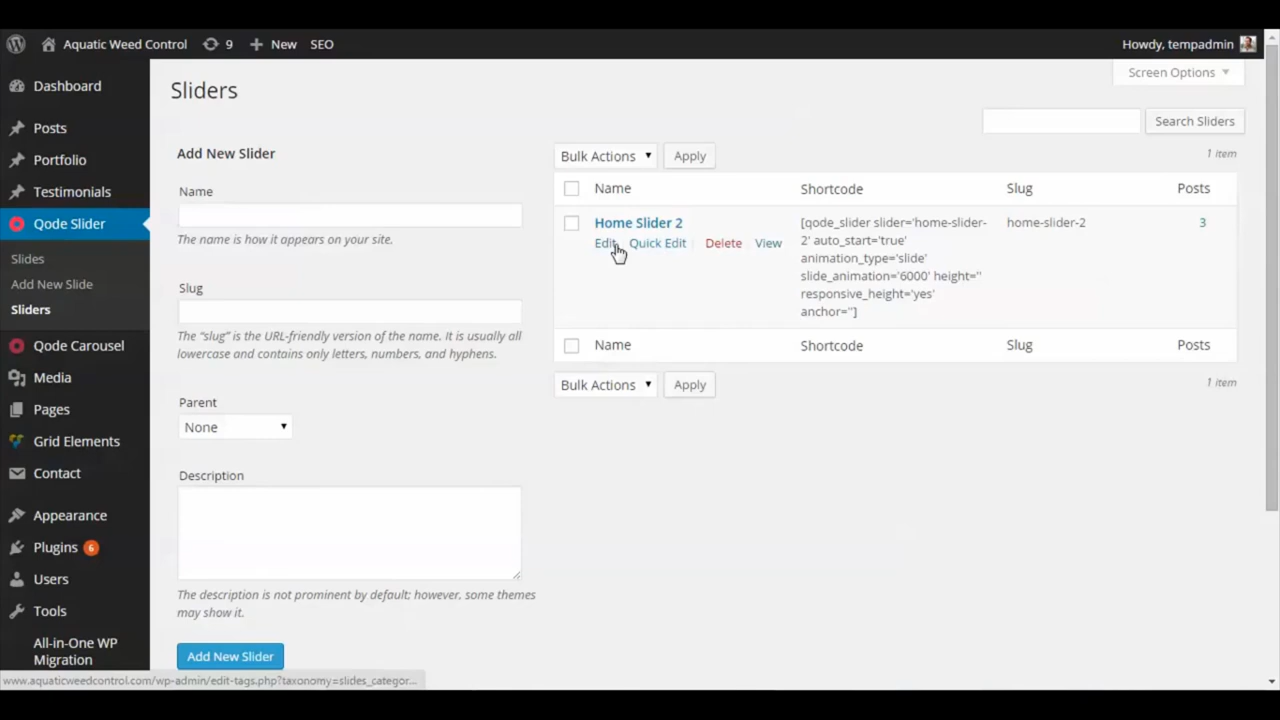 Aquatic Weed Control 9 New SEO Howdy, tempadmin
Screen Options
Dashboard
Posts
Portfolio
Testimonials
Qode Slider
Slides
Add New Slide
Sliders
Qode Carousel
Media
Pages
Grid Elements
Contact
Appearance
Plugins 6
Users
Tools
All-in-One WP
Migration
Sliders
Search Sliders
Add New Slider
Name
The name is how it appears on your site.
Slug
The “slug” is the URL-friendly version of the name. It is usually all
lowercase and contains only letters, numbers, and hyphens.
Parent
None
Description
The description is not prominent by default; however, some themes
may show it.
Add New Slider
Bulk Actions Apply 1 item
Name Shortcode Slug Posts
Home Slider 2 [qode_slider slider='home-slider- home-slider-2 3
Edit Quick Edit Delete View 2' auto_start='true'
animation_type='slide'
slide_animation='6000' height=''
responsive_height='yes'
anchor='']
Name Shortcode Slug Posts
Bulk Actions Apply 1 item
www.aquaticweedcontrol.com/wp-admin/edit-tags.php?taxonomy=slides_categor...